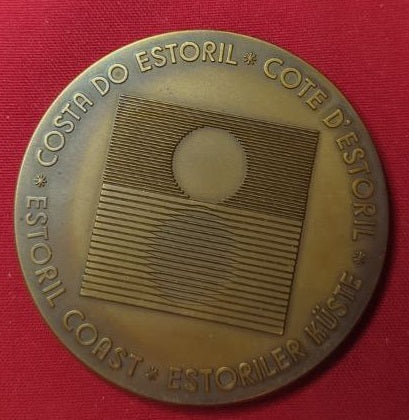 * COSTA DO ESTORIL * COTE D'ESTORIL * ESTORILER KÜSTE * ESTORIL COAST